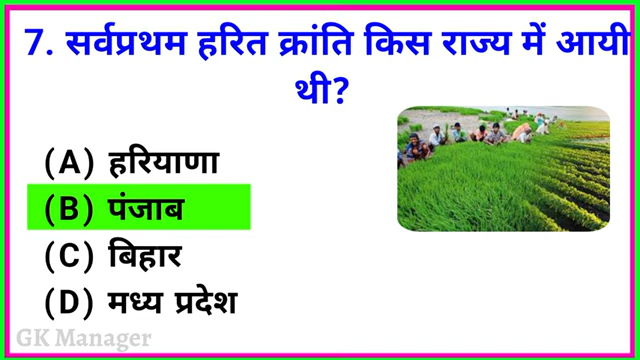 7. सर्वप्रथम हरित क्रांति किस राज्य में आयी
थी?
(A) हरियाणा
(B) पंजाब
(C) बिहार
(D) मध्य प्रदेश
GK Manager